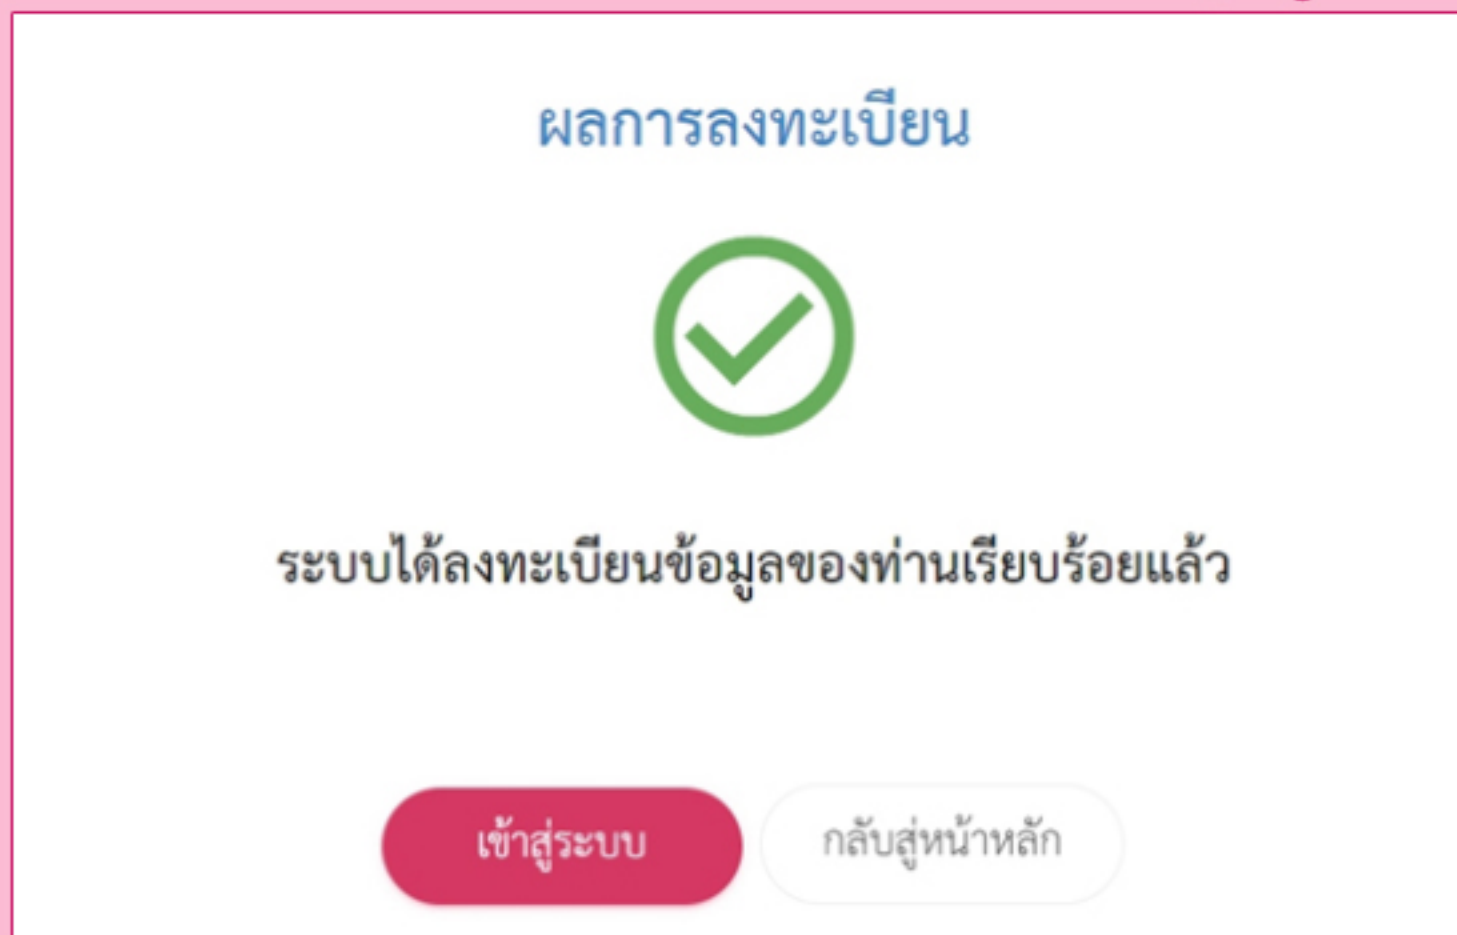 ผลการลงทะเบียน
ระบบได้ลงทะเบียนข้อมูลของท่านเรียบร้อยแล้ว
เข้าสู่ระบบ
กลับสู่หน้าหลัก